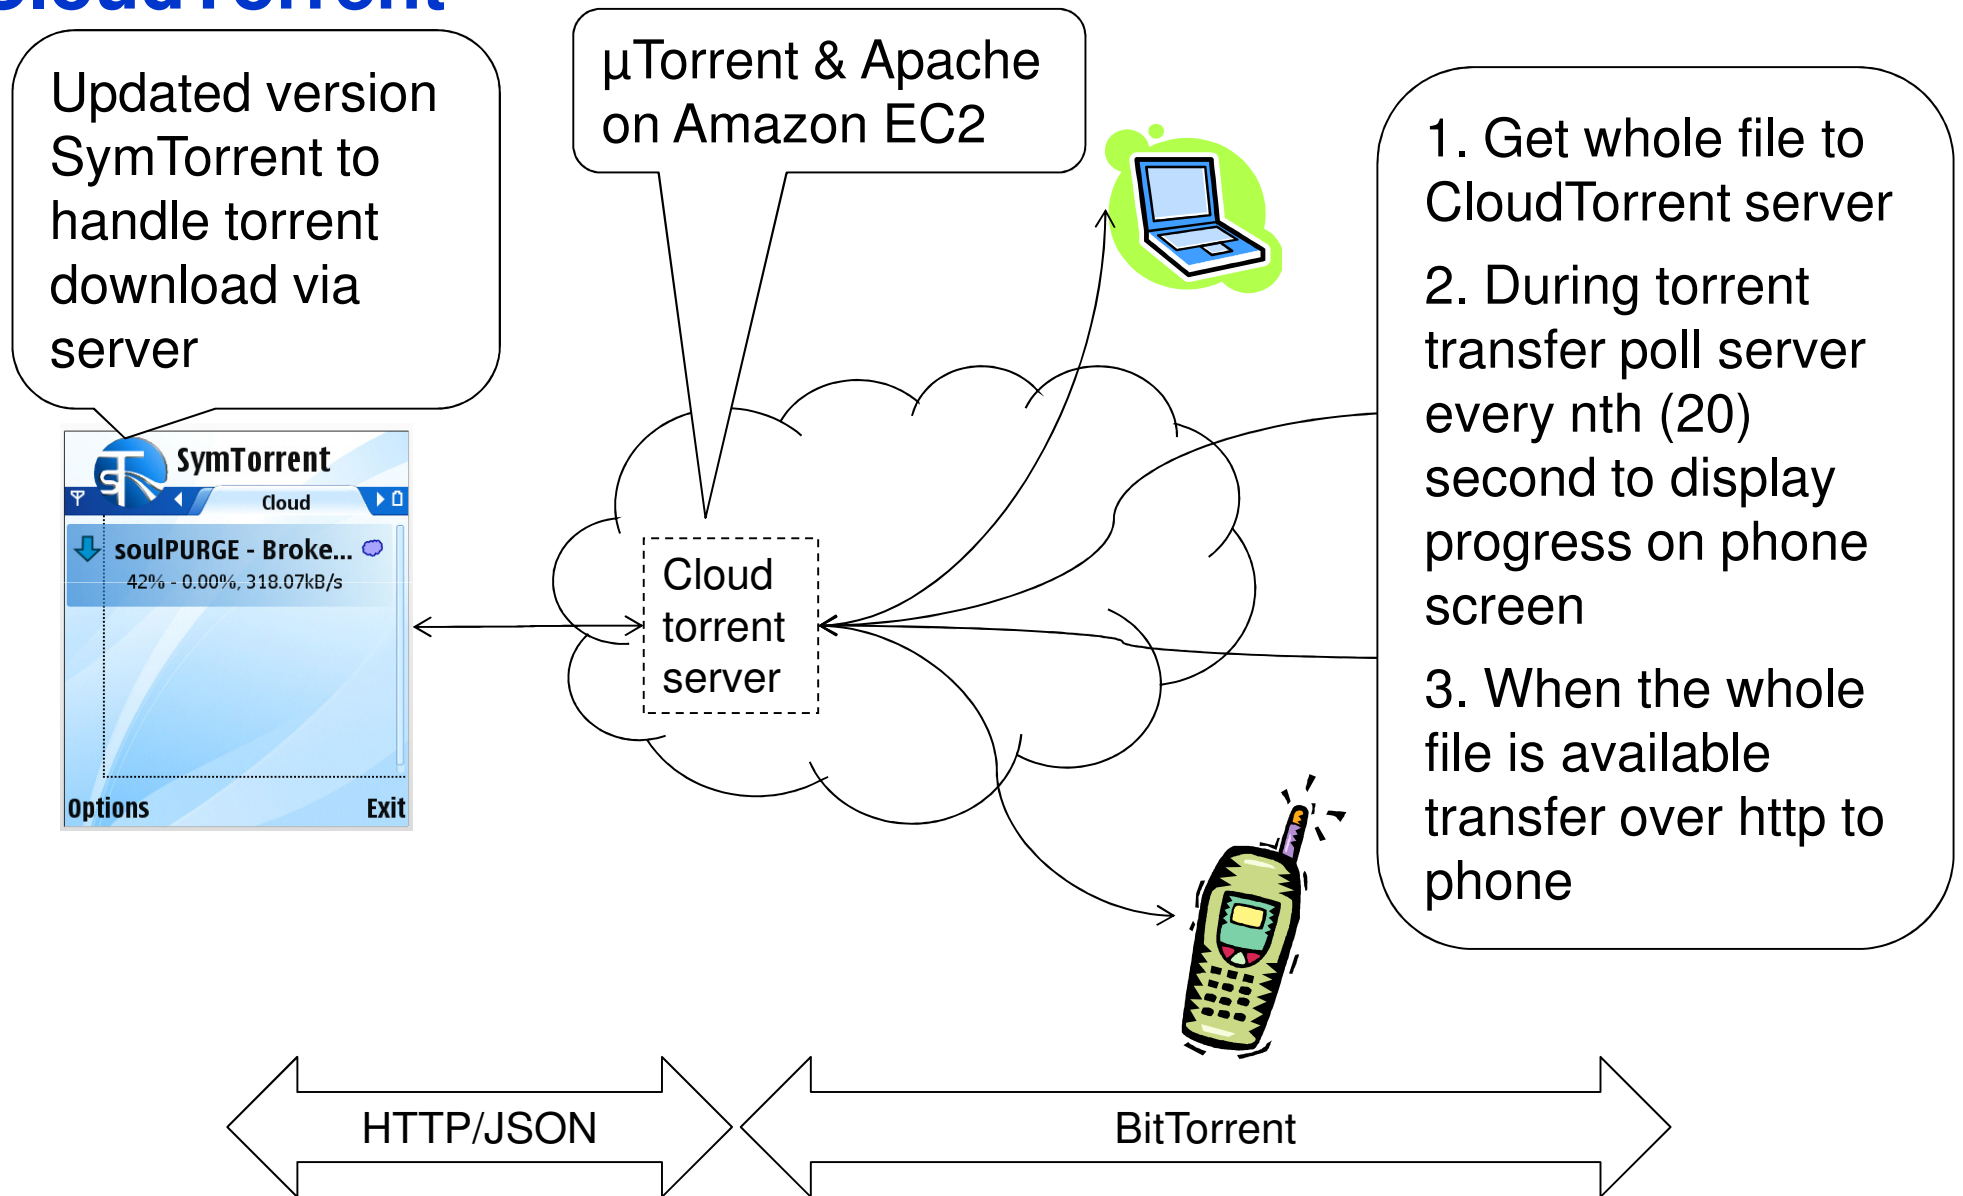 CloudTorrent
Updated version
SymTorrent to
handle torrent
download via
server
µTorrent & Apache
on Amazon EC2
1. Get whole file to
CloudTorrent server
2. During torrent
transfer poll server
every nth (20)
second to display
progress on phone
screen
3. When the whole
file is available
transfer over http to
phone
SymTorrent
Cloud
soulPURGE - Broke...
42% - 0.00%, 318.07kB/s
Options Exit
Cloud
torrent
server
HTTP/JSON
BitTorrent